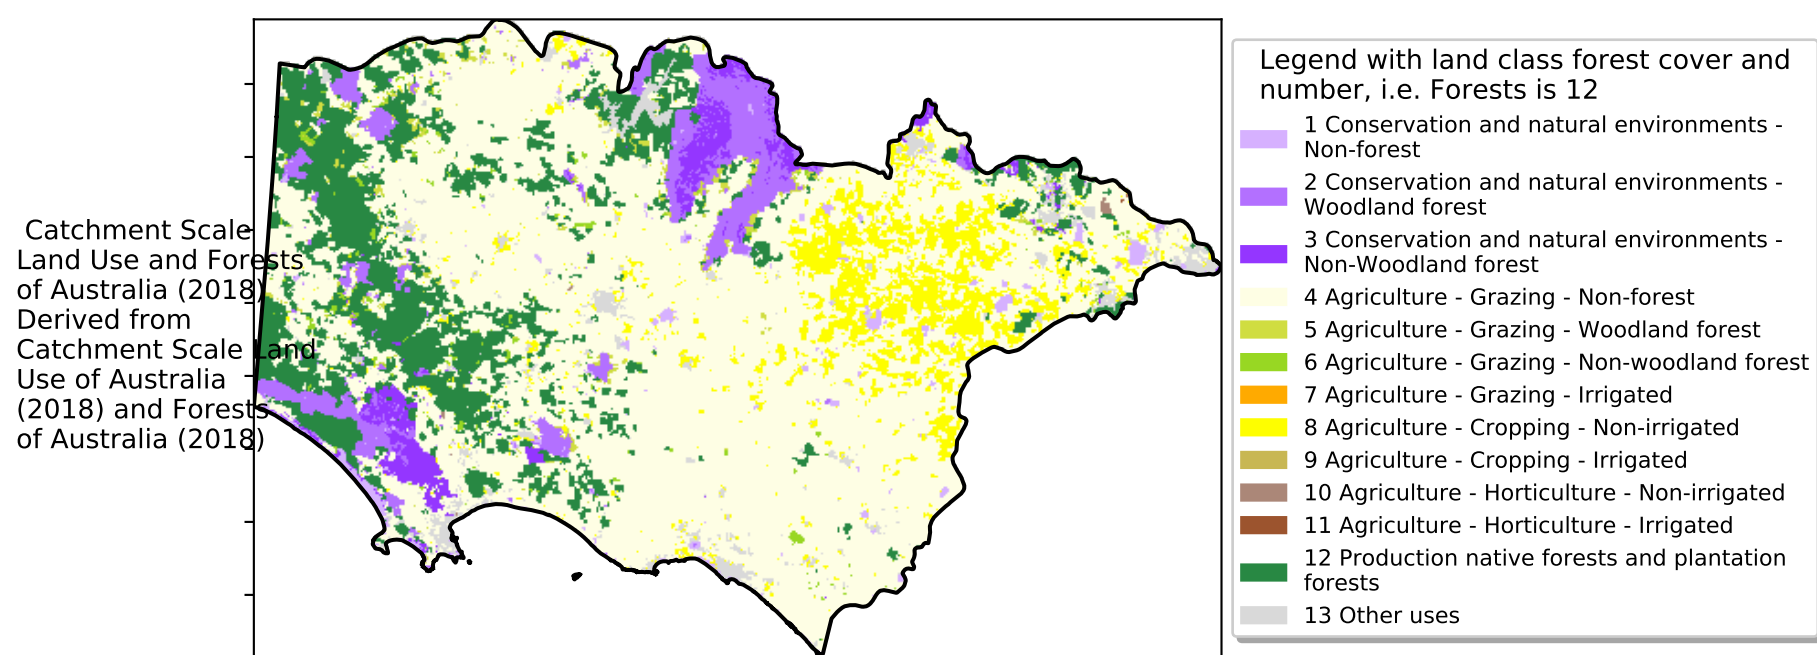 Catchment Scale
Land Use and Forests
of Australia (2018)
Derived from
Catchment Scale Land
Use of Australia
(2018) and Forests
of Australia (2018)
Legend with land class forest cover and
number, i.e. Forests is 12
1 Conservation and natural environments -
Non-forest
2 Conservation and natural environments -
Woodland forest
3 Conservation and natural environments -
Non-Woodland forest
4 Agriculture - Grazing - Non-forest
5 Agriculture - Grazing - Woodland forest
6 Agriculture - Grazing - Non-woodland forest
7 Agriculture - Grazing - Irrigated
8 Agriculture - Cropping - Non-irrigated
9 Agriculture - Cropping - Irrigated
10 Agriculture - Horticulture - Non-irrigated
11 Agriculture - Horticulture - Irrigated
12 Production native forests and plantation
forests
13 Other uses